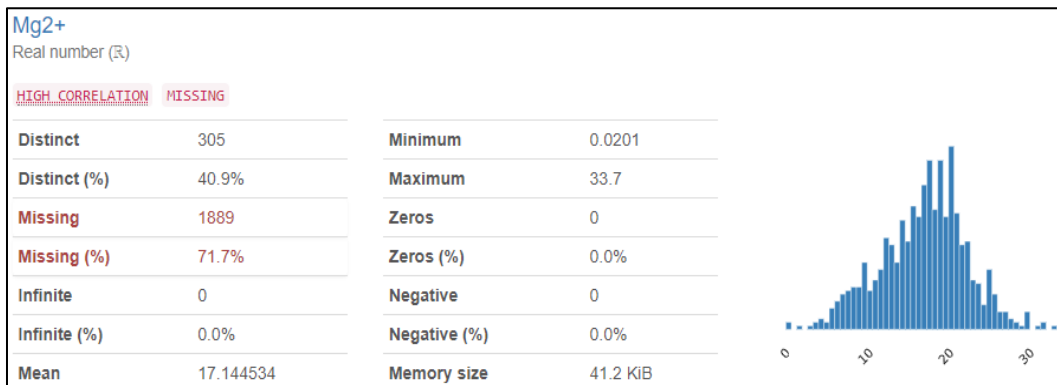 Mg2+
Real number (ℝ)
HIGH CORRELATION MISSING
Distinct 305 Minimum 0.0201
Distinct (%) 40.9% Maximum 33.7
Missing 1889 Zeros 0
Missing (%) 71.7% Zeros (%) 0.0%
Infinite 0 Negative 0
Infinite (%) 0.0% Negative (%) 0.0%
Mean 17.144534 Memory size 41.2 KiB
0 10 20 30